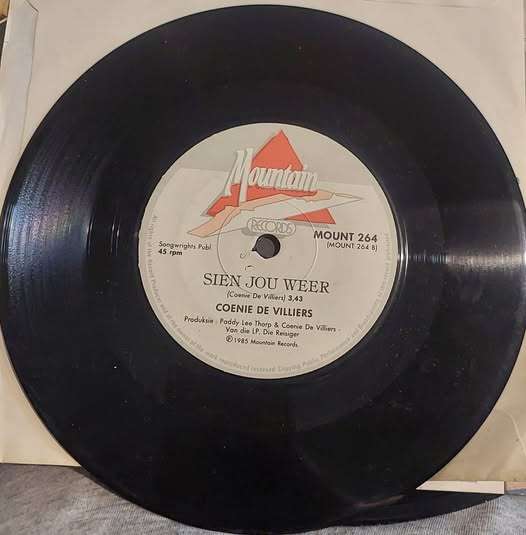 Mountain
RECORDS
Songwrights Publ
45 rpm
MOUNT 264
(MOUNT 264 B)
SIEN JOU WEER
(Coenie De Villiers) 3,43
COENIE DE VILLIERS
Produksie : Paddy Lee Thorp & Coenie De Villiers -
Van die LP. Die Reisiger
℗ 1985 Mountain Records.